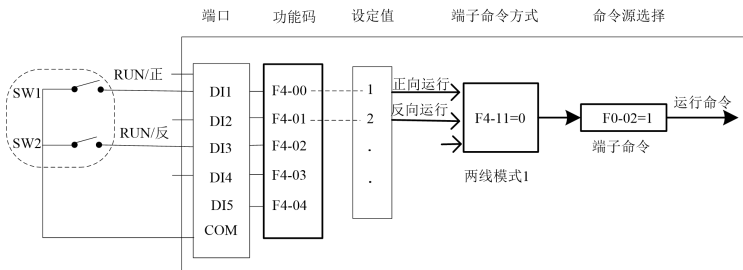 端口 功能码 设定值 端子命令方式 命令源选择
RUN/正
SW1
RUN/反
SW2
DI1 F4-00 1 正向运行
DI2 F4-01 2 反向运行
DI3 F4-02 .
DI4 F4-03 .
DI5 F4-04
COM
F4-11=0
两线模式1
F0-02=1
端子命令
运行命令